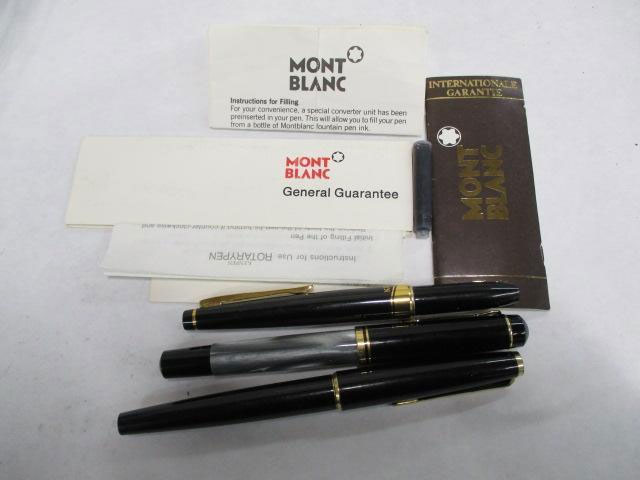 MONT
BLANC
Instructions for Filling
For your convenience, a special converter unit has been
preinserted in your pen. This will allow you to fill your pen
from a bottle of Montblanc fountain pen ink.
INTERNATIONALE
GARANTIE
MONT
BLANC
MONT
BLANC
General Guarantee
Instructions for Use ROTARYPEN
Initial Filling of the Pen